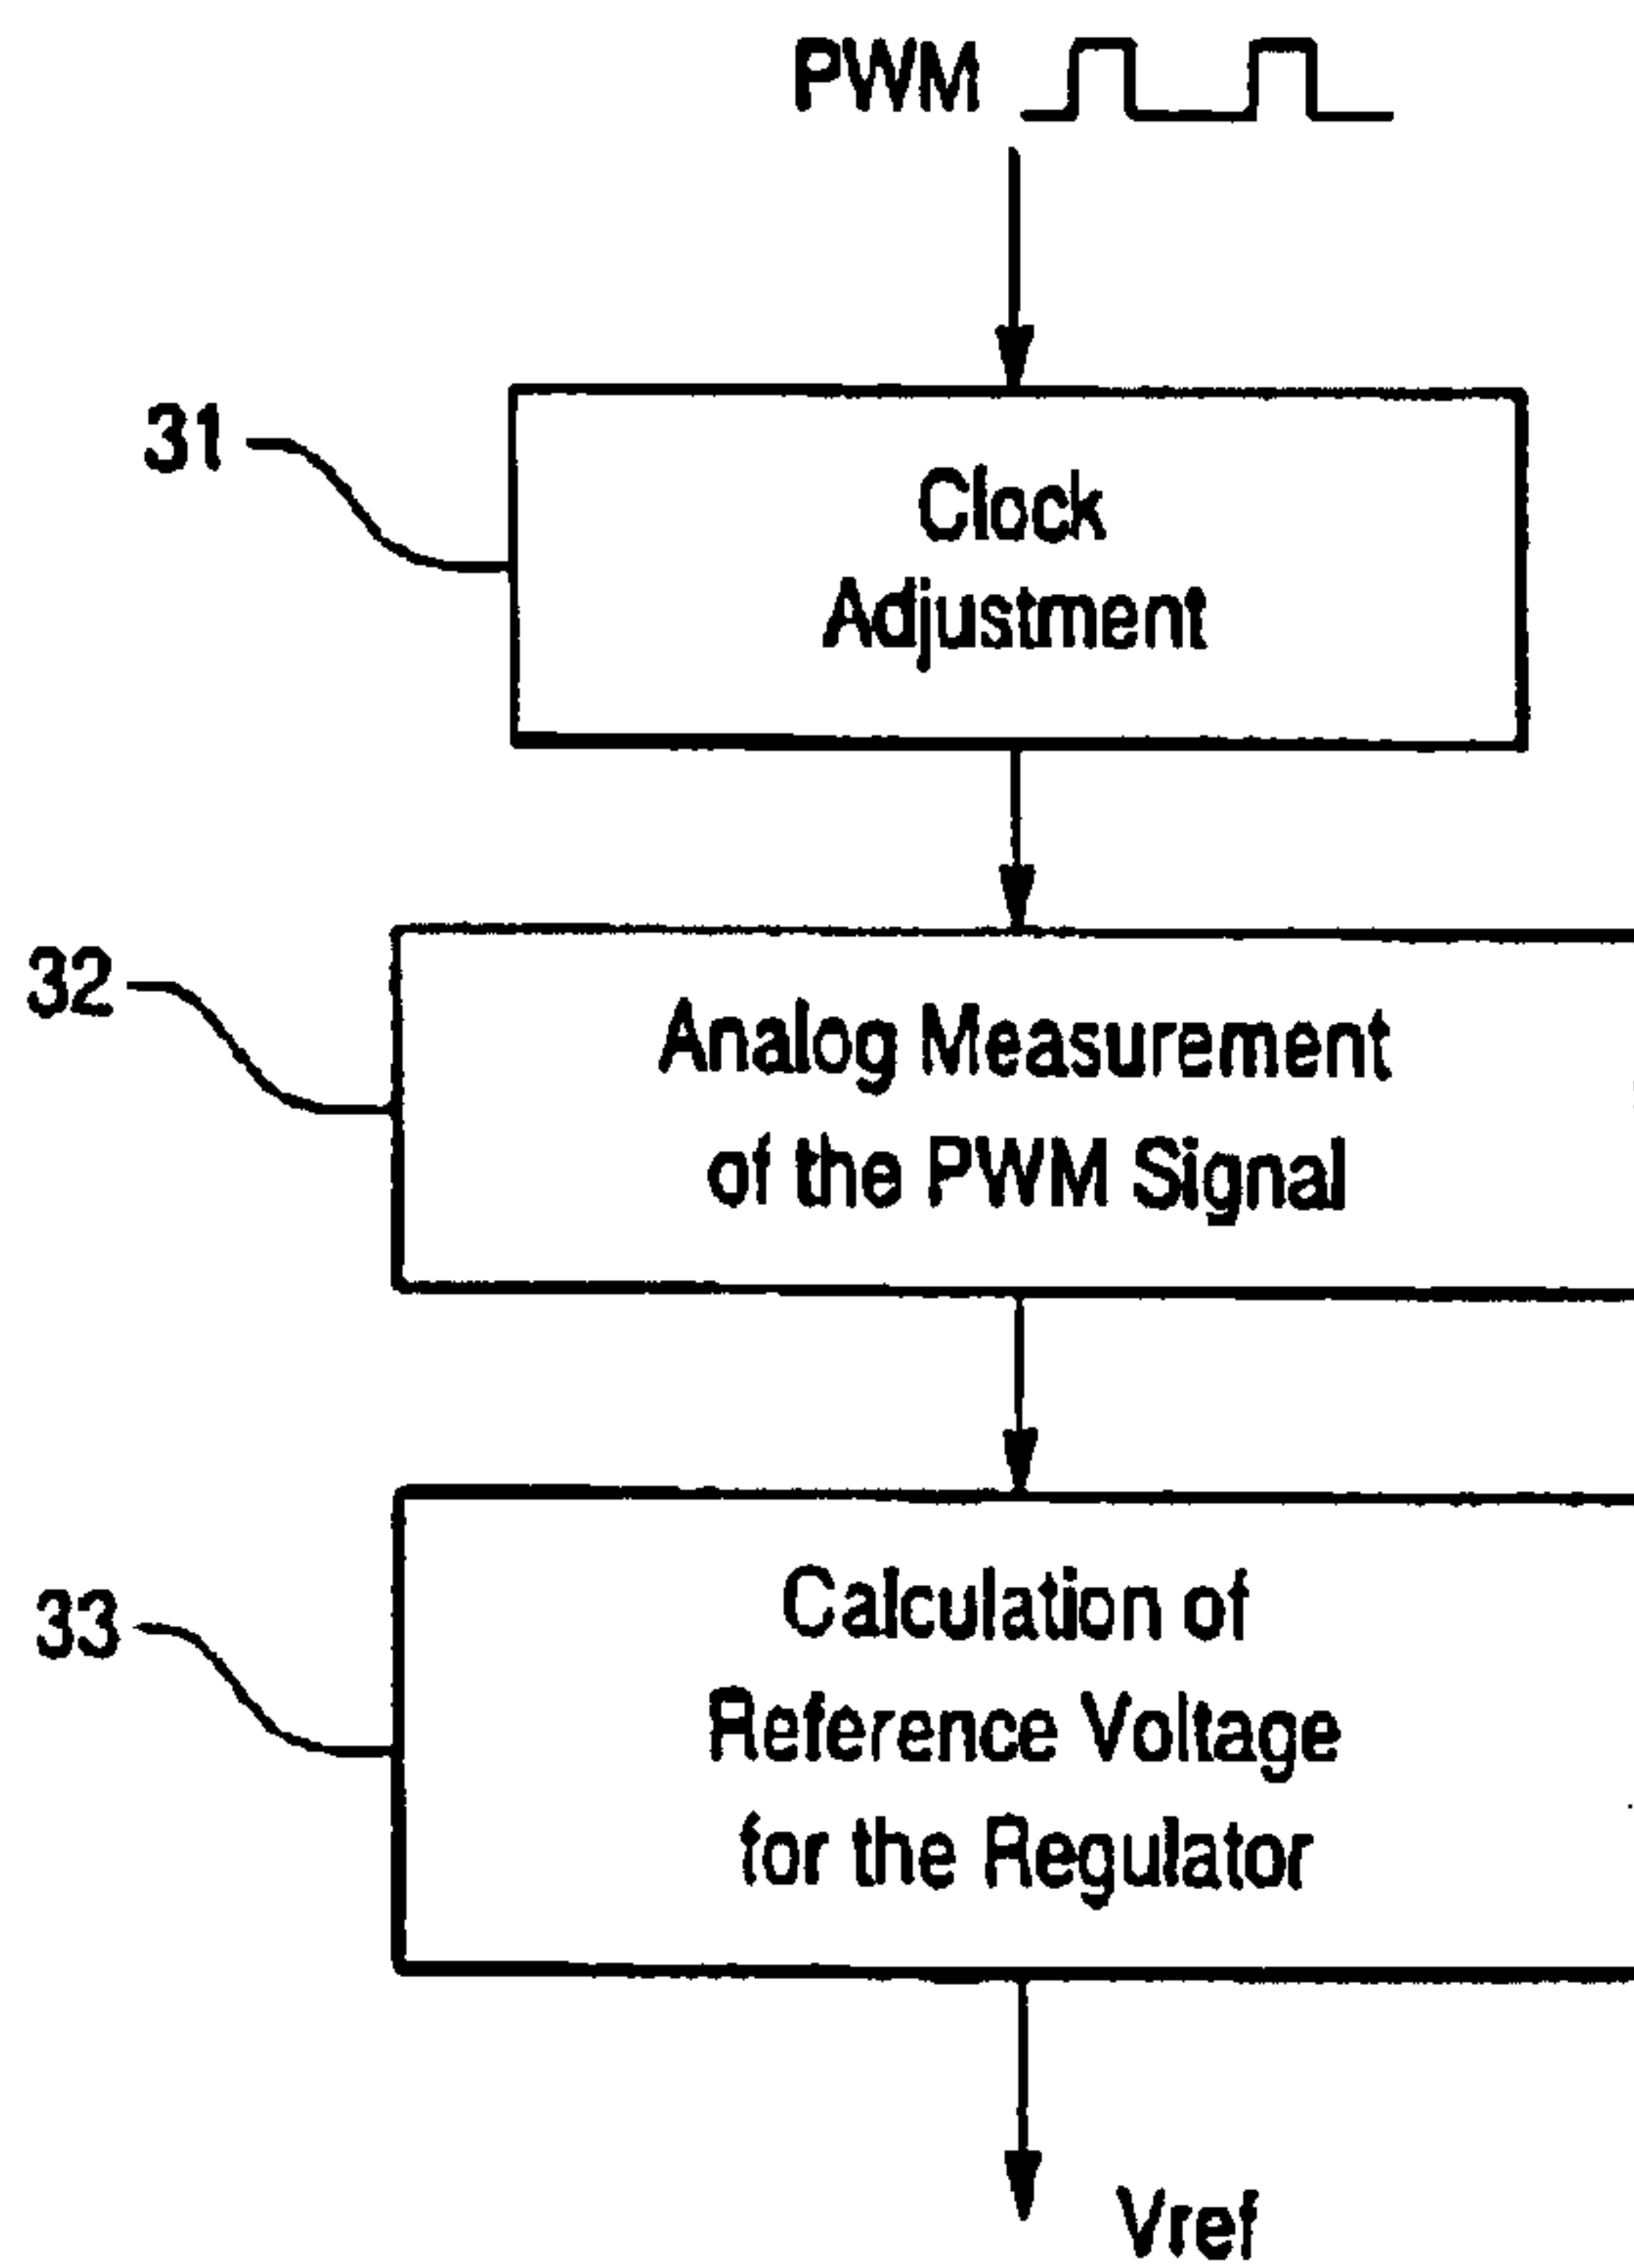 PWM
31
Clock
Adjustment
32
Analog Measurement
of the PWM Signal
33
Calculation of
Reference Voltage
for the Regulator
Vref